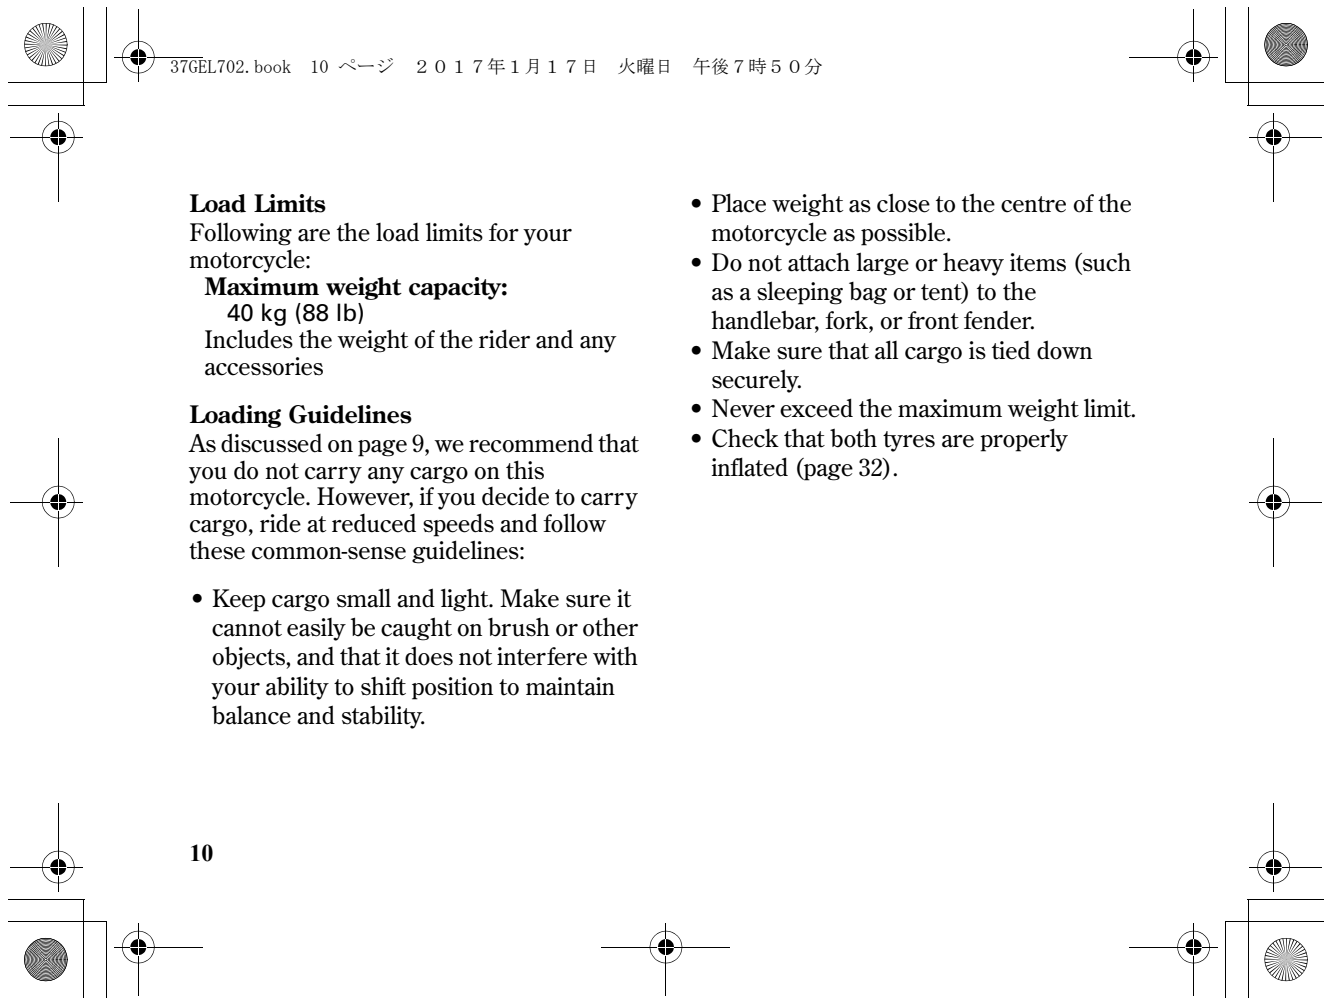 37GEL702.book 10 ページ ２０１７年１月１７日 火曜日 午後７時５０分
Load Limits
Following are the load limits for your
motorcycle:
Maximum weight capacity:
40 kg (88 lb)
Includes the weight of the rider and any
accessories
Loading Guidelines
As discussed on page 9, we recommend that
you do not carry any cargo on this
motorcycle. However, if you decide to carry
cargo, ride at reduced speeds and follow
these common-sense guidelines:
• Keep cargo small and light. Make sure it
cannot easily be caught on brush or other
objects, and that it does not interfere with
your ability to shift position to maintain
balance and stability.
• Place weight as close to the centre of the
motorcycle as possible.
• Do not attach large or heavy items (such
as a sleeping bag or tent) to the
handlebar, fork, or front fender.
• Make sure that all cargo is tied down
securely.
• Never exceed the maximum weight limit.
• Check that both tyres are properly
inflated (page 32).
10